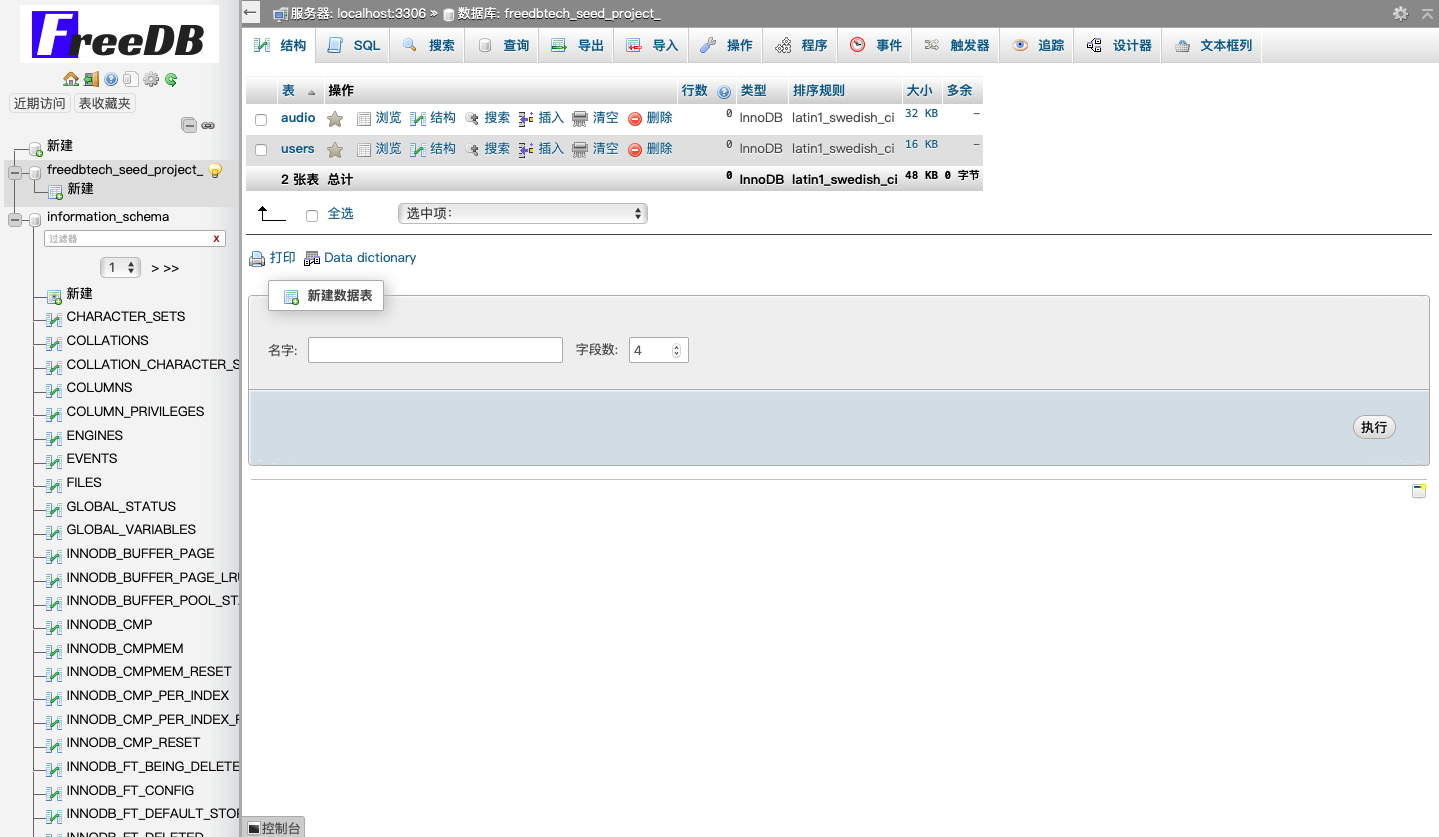 FreeDB
近期访问 表收藏夹
新建
freedbtech_seed_project_
新建
information_schema
过滤器 X
1 > >>
新建
CHARACTER_SETS
COLLATIONS
COLLATION_CHARACTER_S
COLUMNS
COLUMN_PRIVILEGES
ENGINES
EVENTS
FILES
GLOBAL_STATUS
GLOBAL_VARIABLES
INNODB_BUFFER_PAGE
INNODB_BUFFER_PAGE_LRU
INNODB_BUFFER_POOL_STA
INNODB_CMP
INNODB_CMPMEM
INNODB_CMPMEM_RESET
INNODB_CMP_PER_INDEX
INNODB_CMP_PER_INDEX_R
INNODB_CMP_RESET
INNODB_FT_BEING_DELETE
INNODB_FT_CONFIG
INNODB_FT_DEFAULT_STOP
INNODB_FT_DELETED
服务器: localhost:3306 » 数据库: freedbtech_seed_project_
结构 SQL 搜索 查询 导出 导入 操作 程序 事件 触发器 追踪 设计器 文本框列
表 操作 行数 类型 排序规则 大小 多余
audio 浏览 结构 搜索 插入 清空 删除 0 InnoDB latin1_swedish_ci 32 KB –
users 浏览 结构 搜索 插入 清空 删除 0 InnoDB latin1_swedish_ci 16 KB –
2 张表 总计 0 InnoDB latin1_swedish_ci 48 KB 0 字节
全选 选中项:
打印 Data dictionary
新建数据表
名字: 字段数: 4
执行
控制台